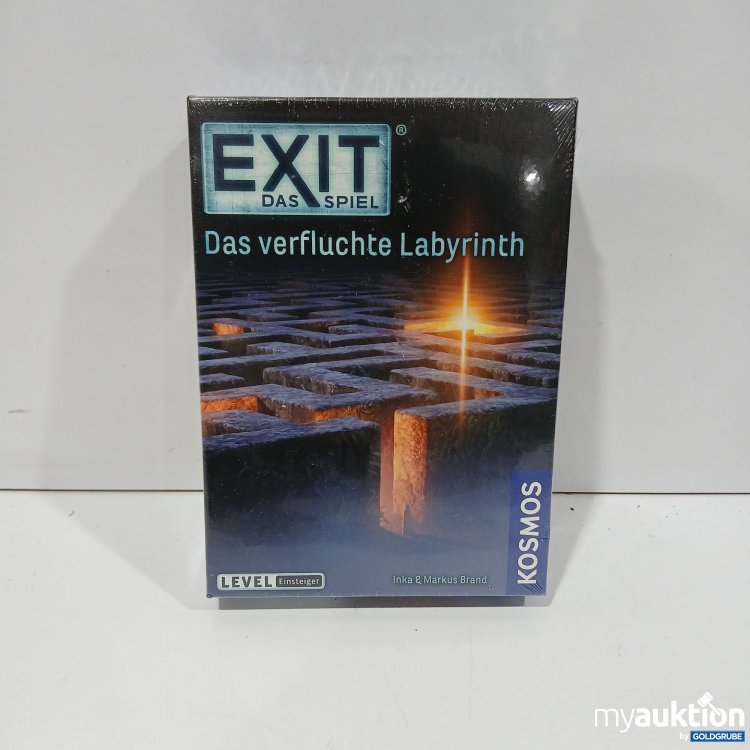 EXIT®
DAS SPIEL
Das verfluchte Labyrinth
KOSMOS
LEVEL Einsteiger
Inka & Markus Brand
myauktion
by GOLDGRUBE